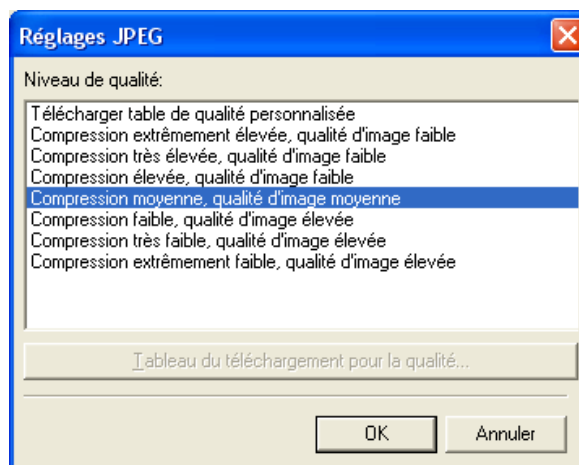 Réglages JPEG
Niveau de qualité:
Télécharger table de qualité personnalisée
Compression extrêmement élevée, qualité d'image faible
Compression très élevée, qualité d'image faible
Compression élevée, qualité d'image faible
Compression moyenne, qualité d'image moyenne
Compression faible, qualité d'image élevée
Compression très faible, qualité d'image élevée
Compression extrêmement faible, qualité d'image élevée
Tableau du téléchargement pour la qualité...
OK
Annuler